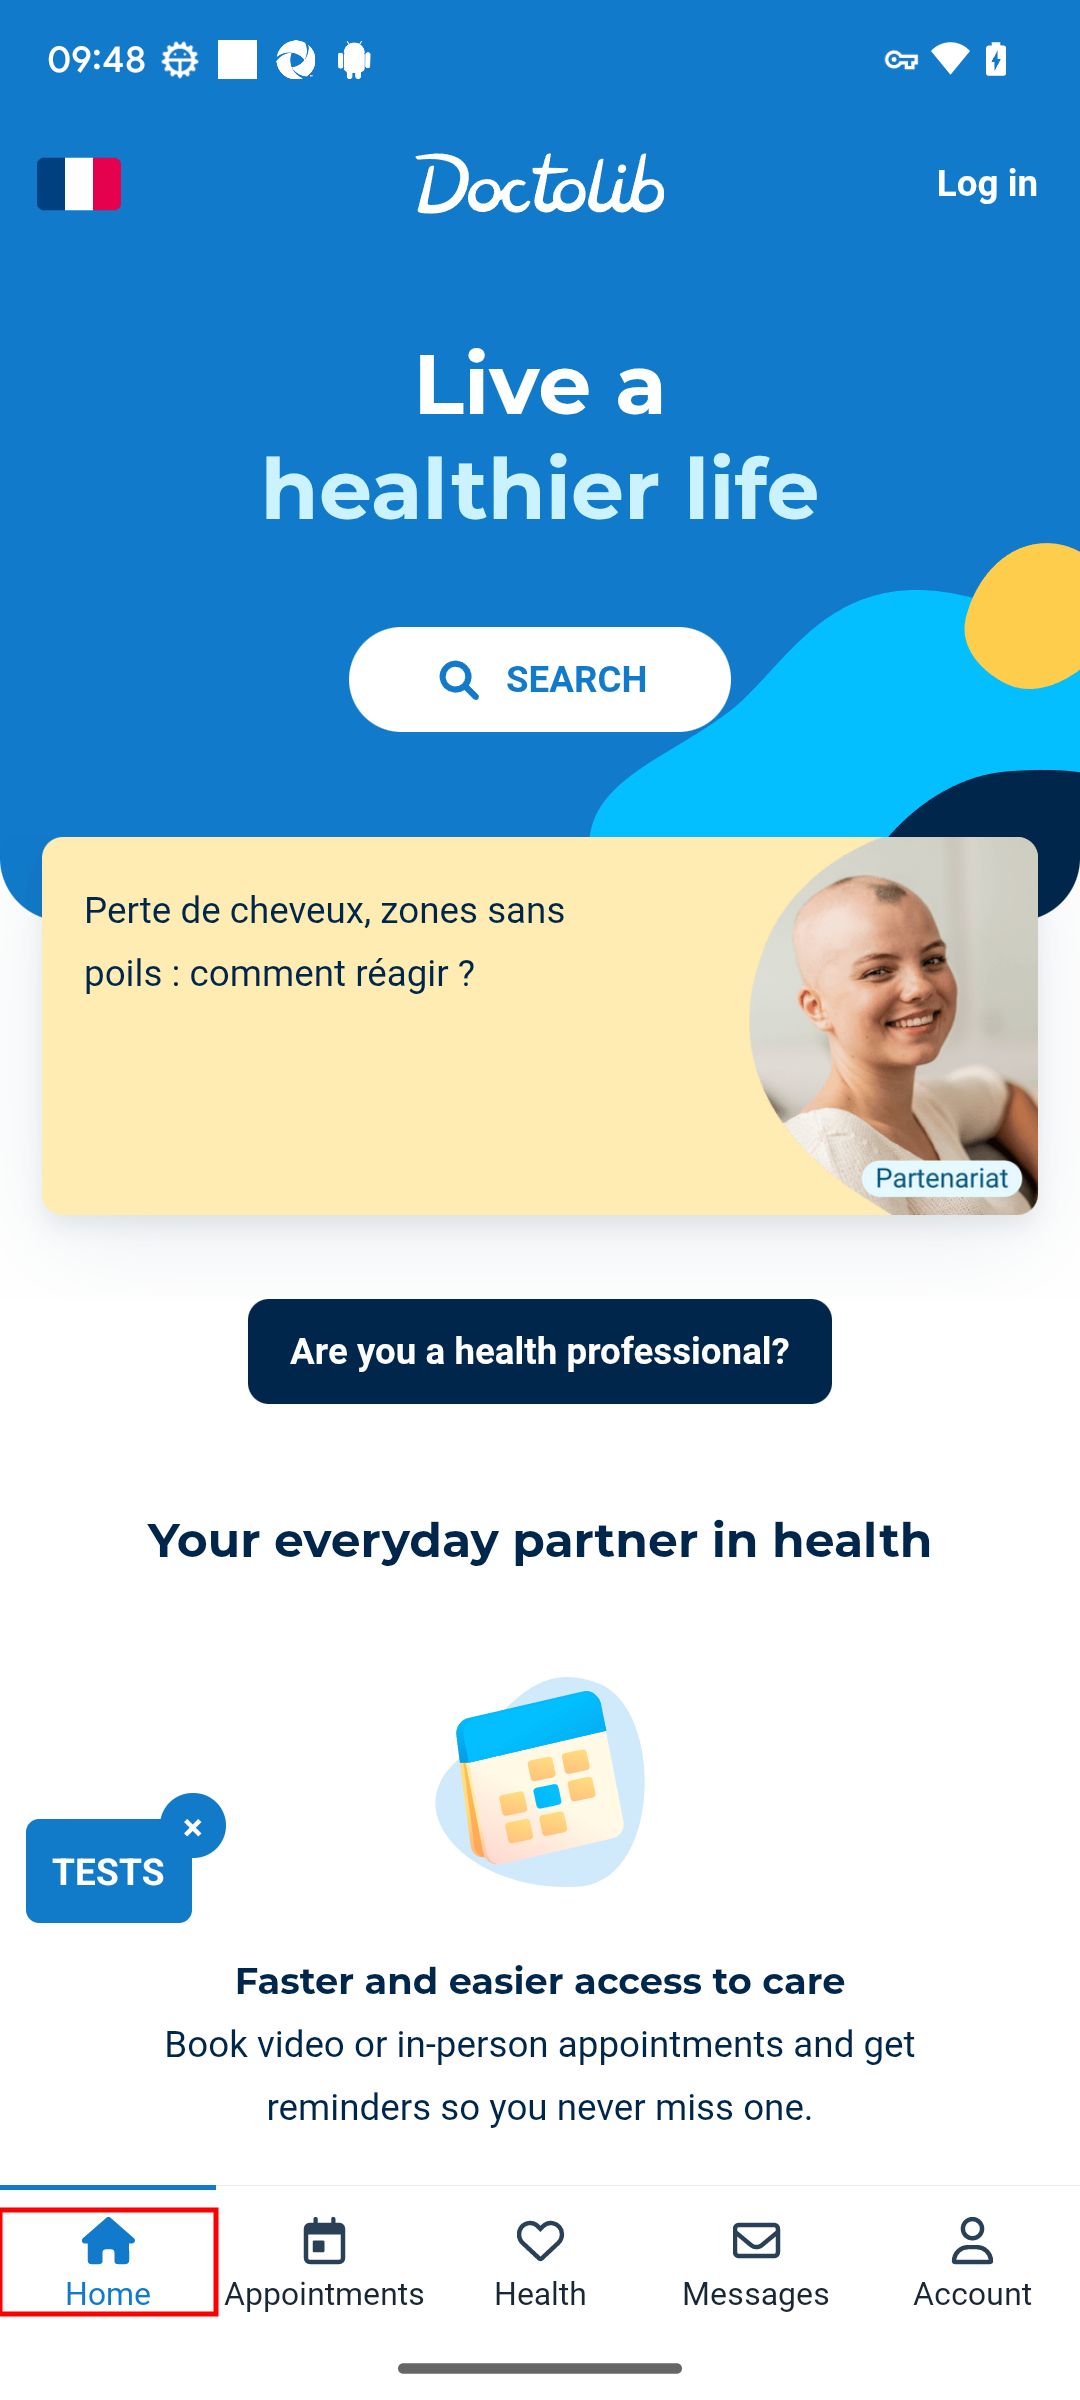 09:48
Doctolib
Log in
Live a
healthier life
SEARCH
Perte de cheveux, zones sans
poils : comment réagir ?
Partenariat
Are you a health professional?
Your everyday partner in health
×
TESTS
Faster and easier access to care
Book video or in-person appointments and get
reminders so you never miss one.
Home Appointments Health Messages Account